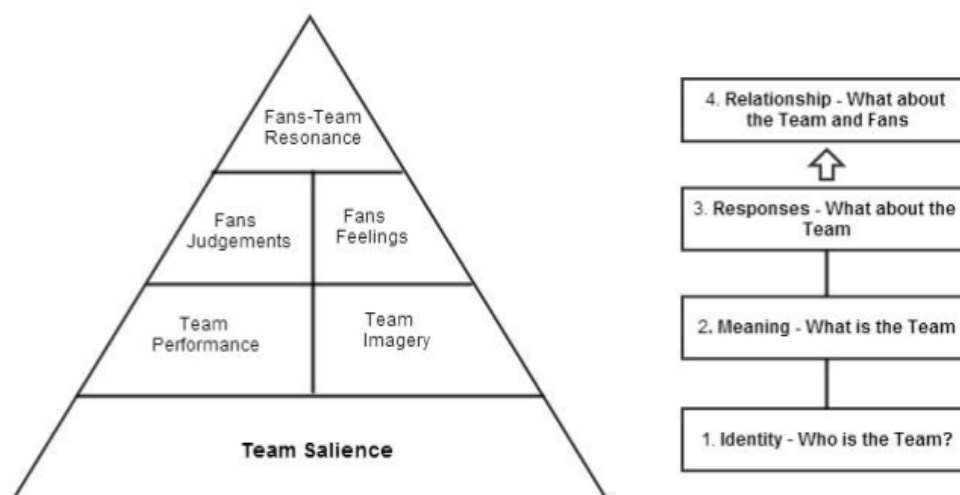 Fans-Team
Resonance
Fans
Judgements
Fans
Feelings
Team
Performance
Team
Imagery
Team Salience
4. Relationship - What about
the Team and Fans
3. Responses - What about the
Team
2. Meaning - What is the Team
1. Identity - Who is the Team?